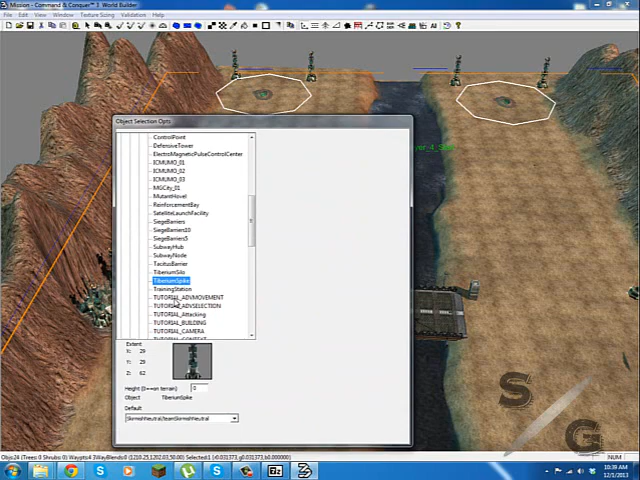 Mission - Command & Conquer™ 3 World Builder
File Edit Window Texture Sizing Validation Help
Object Selection Opts
ControlPoint
DefensiveTower
ElectroMagneticPulseControlCenter
ICMUMO_01
ICMUMO_02
ICMUMO_03
MGCity_01
MutantHovel
ReinforcementBay
SatelliteLaunchFacility
SiegeBarriers
SiegeBarriers10
SiegeBarriers5
SubwayHub
SubwayNode
TacitusBarrier
TiberiumSilo
TiberiumSpike
TrainingStation
TUTORIAL_ADVMOVEMENT
TUTORIAL_ADVSELECTION
TUTORIAL_Attacking
TUTORIAL_BUILDING
TUTORIAL_CAMERA
Extent
X: 29
Y: 29
Z: 62
Height (0==on terrain) 0
Object TiberiumSpike
Default
SkirmishNeutral/teamSkirmishNeutral
S
G
NUM
10:39 AM
12/1/2013